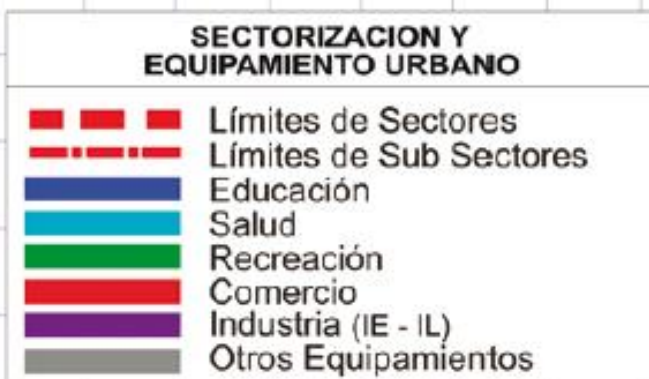 SECTORIZACION Y
EQUIPAMIENTO URBANO
Límites de Sectores
Límites de Sub Sectores
Educación
Salud
Recreación
Comercio
Industria (IE - IL)
Otros Equipamientos